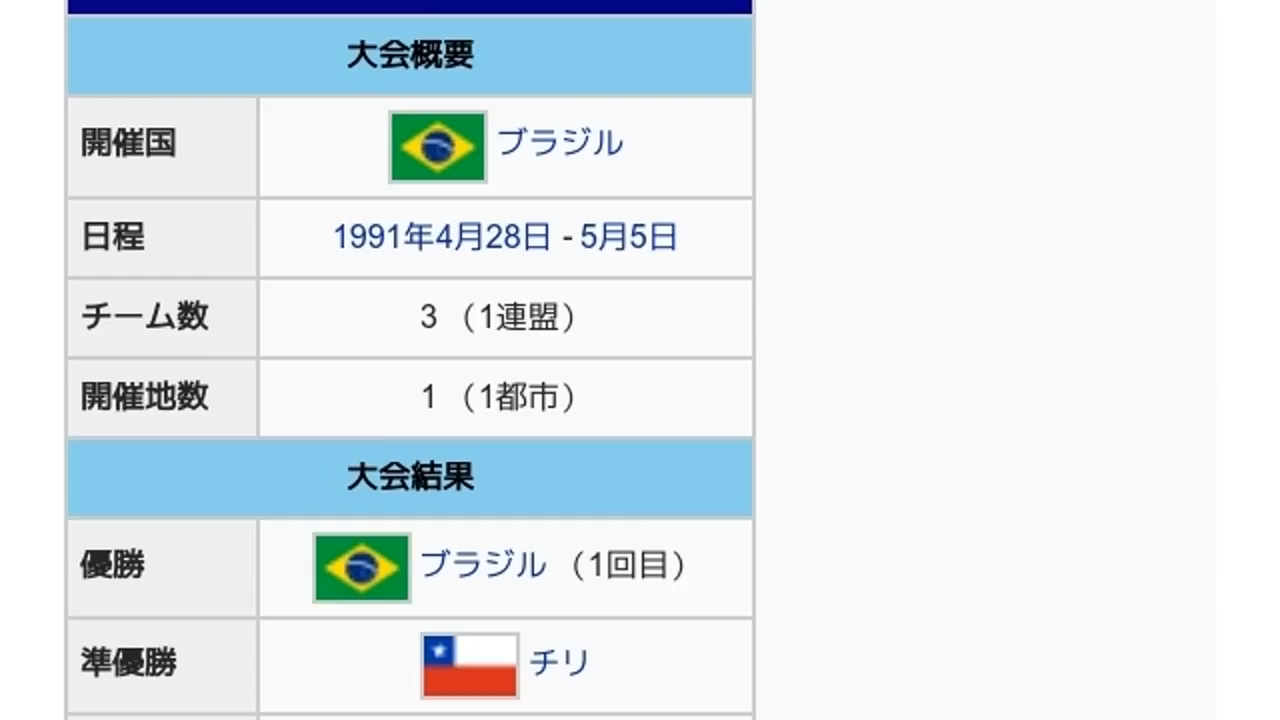 大会概要
開催国 ブラジル
日程 1991年4月28日 - 5月5日
チーム数 3 （1連盟）
開催地数 1 （1都市）
大会結果
優勝 ブラジル （1回目）
準優勝 チリ